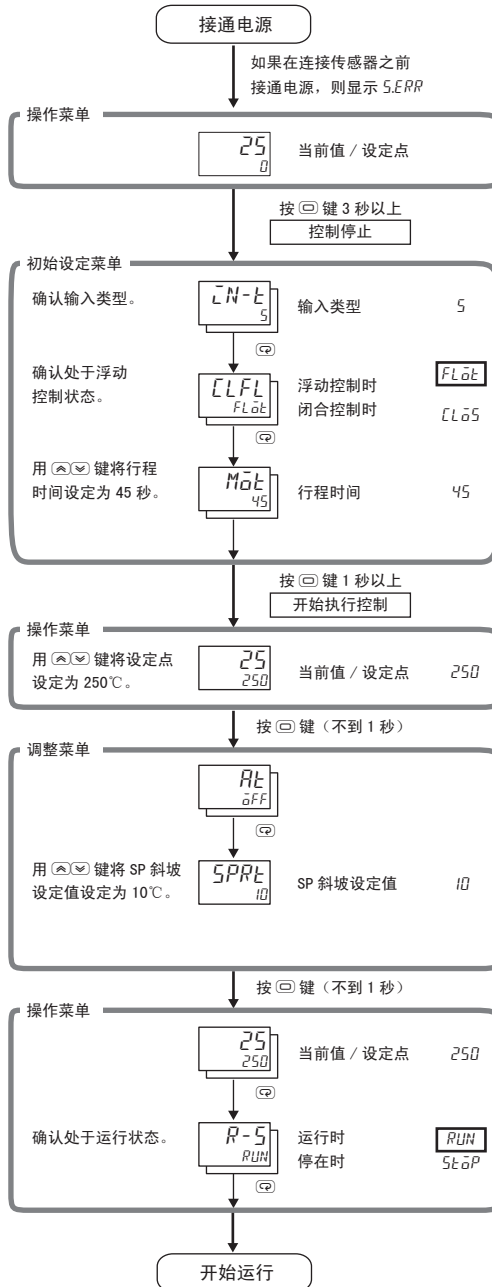 接通电源
如果在连接传感器之前
接通电源，则显示 S.ERR
操作菜单
25
0
当前值 / 设定点
按 键 3 秒以上
控制停止
初始设定菜单
确认输入类型。
IN-t
5
输入类型
5
确认处于浮动
控制状态。
CLFL
FLot
浮动控制时
闭合控制时
FLot
CLoS
用 键将行程
时间设定为 45 秒。
Mot
45
行程时间
45
按 键 1 秒以上
开始执行控制
操作菜单
用 键将设定点
设定为 250℃。
25
250
当前值 / 设定点
250
按 键（不到 1 秒）
调整菜单
At
oFF
用 键将 SP 斜坡
设定值设定为 10℃。
SPRt
10
SP 斜坡设定值
10
按 键（不到 1 秒）
操作菜单
25
250
当前值 / 设定点
250
确认处于运行状态。
R-S
RUN
运行时
停在时
RUN
StoP
开始运行